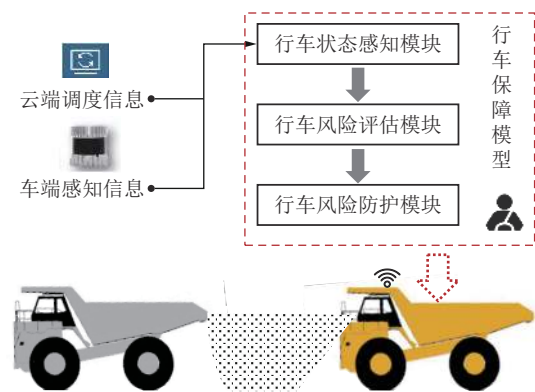 行车状态感知模块
云端调度信息
行车风险评估模块
车端感知信息
行车风险防护模块
行车保障模型